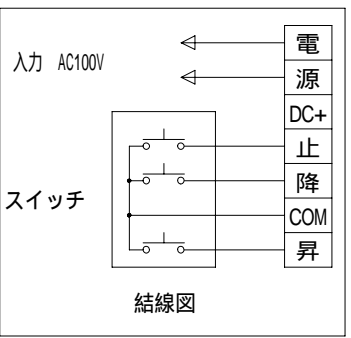 入力 AC100V
電
源
DC+
止
降
COM
昇
スイッチ
結線図